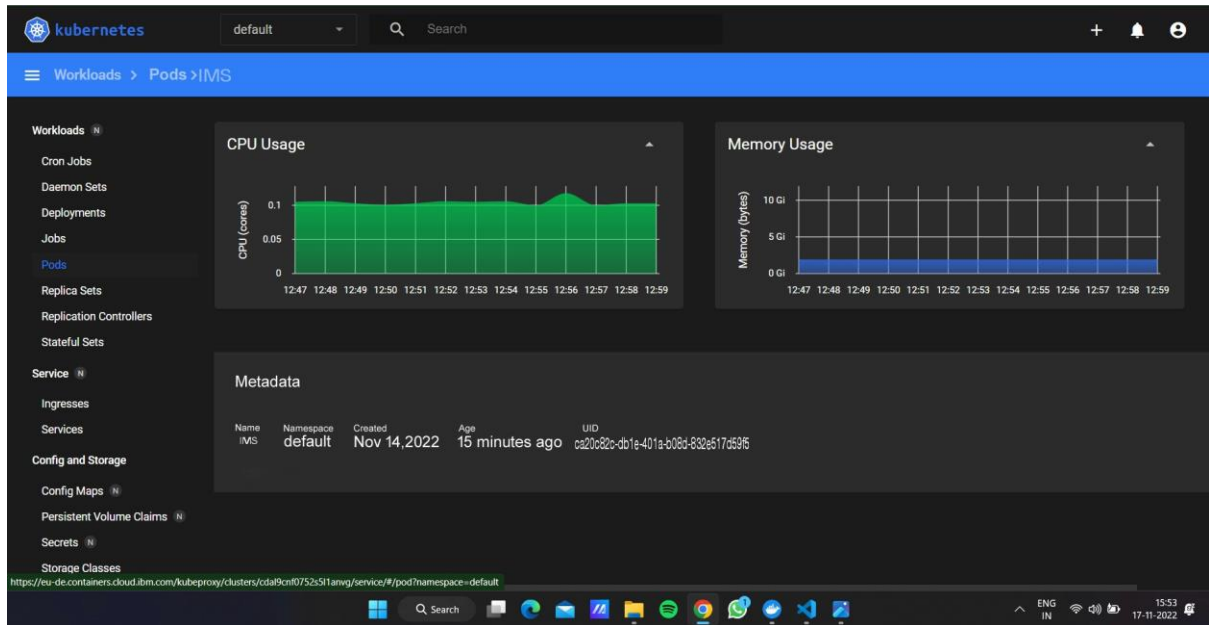 kubernetes default Search
Workloads > Pods >IMS
Workloads N
Cron Jobs
Daemon Sets
Deployments
Jobs
Pods
Replica Sets
Replication Controllers
Stateful Sets
Service N
Ingresses
Services
Config and Storage
Config Maps N
Persistent Volume Claims N
Secrets N
Storage Classes
CPU Usage
CPU (cores)
0.1
0.05
0
12:47 12:48 12:49 12:50 12:51 12:52 12:53 12:54 12:55 12:56 12:57 12:58 12:59
Memory Usage
Memory (bytes)
10 Gi
5 Gi
0 Gi
12:47 12:48 12:49 12:50 12:51 12:52 12:53 12:54 12:55 12:56 12:57 12:58 12:59
Metadata
Name Namespace Created Age UID
IMS default Nov 14,2022 15 minutes ago ca20c82c-db1e-401a-b08d-832e517d59f5
https://eu-de.containers.cloud.ibm.com/kubeproxy/clusters/cdal9cnf0752s5l1anvg/service/#/pod?namespace=default
Search
ENG
IN
15:53
17-11-2022